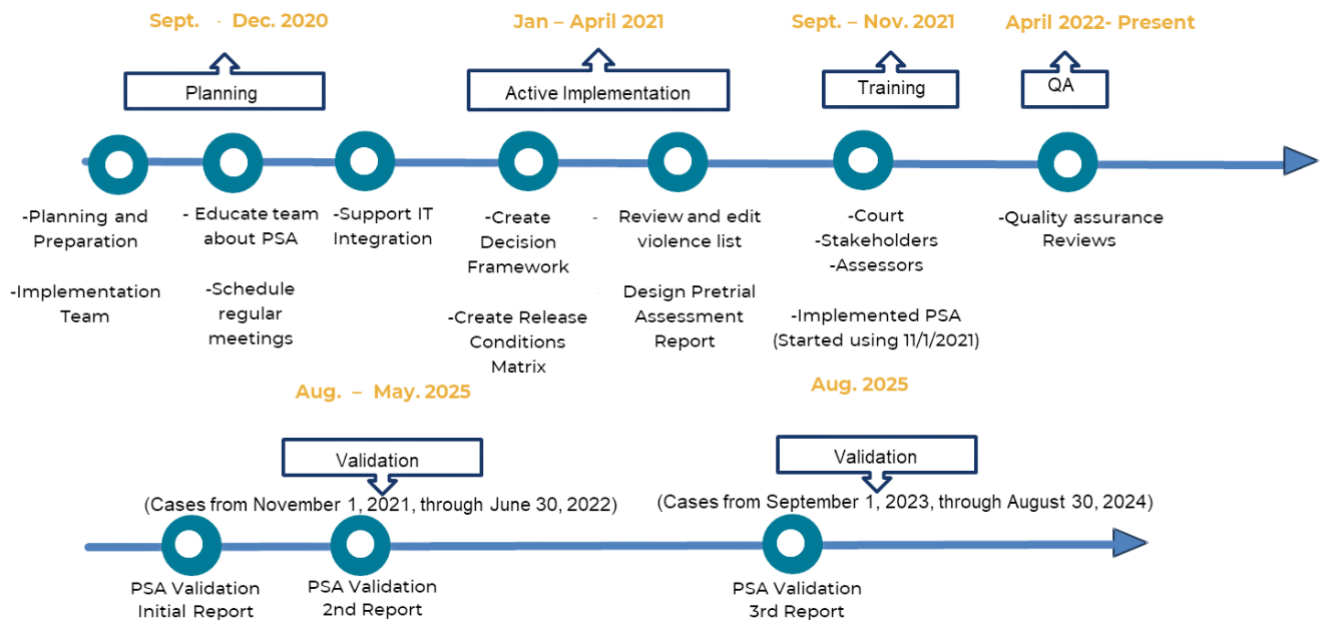 Sept. - Dec. 2020
Jan – April 2021
Sept. – Nov. 2021
April 2022- Present
Planning
Active Implementation
Training
QA
-Planning and
Preparation
-Implementation
Team
- Educate team
about PSA
-Schedule
regular
meetings
-Support IT
Integration
-Create
Decision
Framework
-Create Release
Conditions
Matrix
- Review and edit
violence list
- Design Pretrial
Assessment
Report
-Court
-Stakeholders
-Assessors
-Implemented PSA
(Started using 11/1/2021)
-Quality assurance
Reviews
Aug. – May. 2025
Aug. 2025
Validation
Validation
(Cases from November 1, 2021, through June 30, 2022)
(Cases from September 1, 2023, through August 30, 2024)
PSA Validation
Initial Report
PSA Validation
2nd Report
PSA Validation
3rd Report